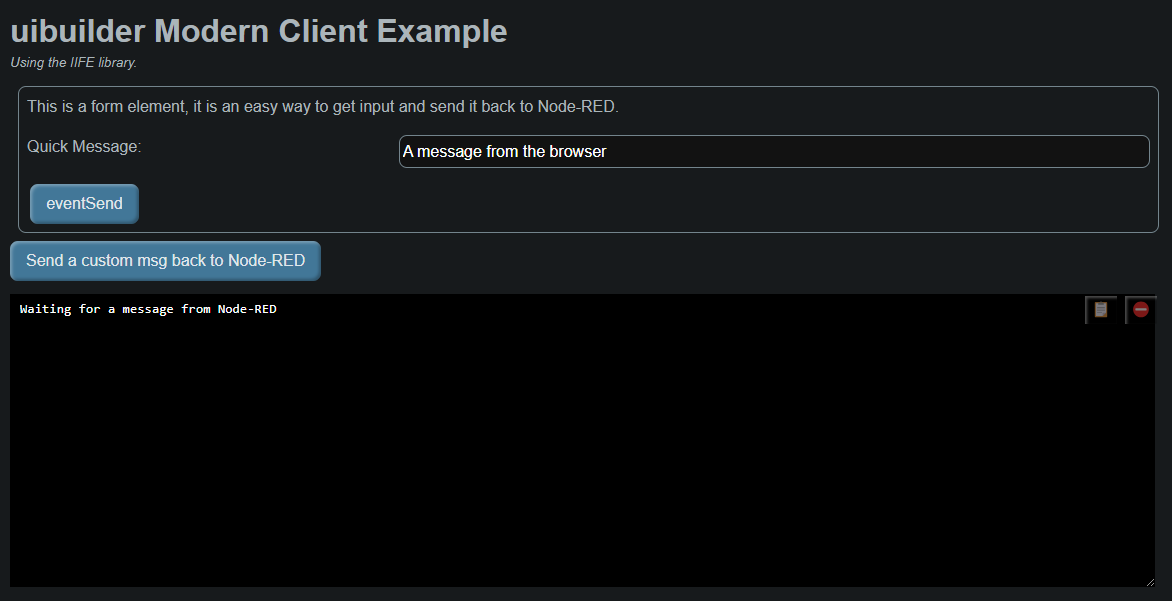 uibuilder Modern Client Example
Using the IIFE library.
This is a form element, it is an easy way to get input and send it back to Node-RED.
Quick Message:
A message from the browser
eventSend
Send a custom msg back to Node-RED
Waiting for a message from Node-RED